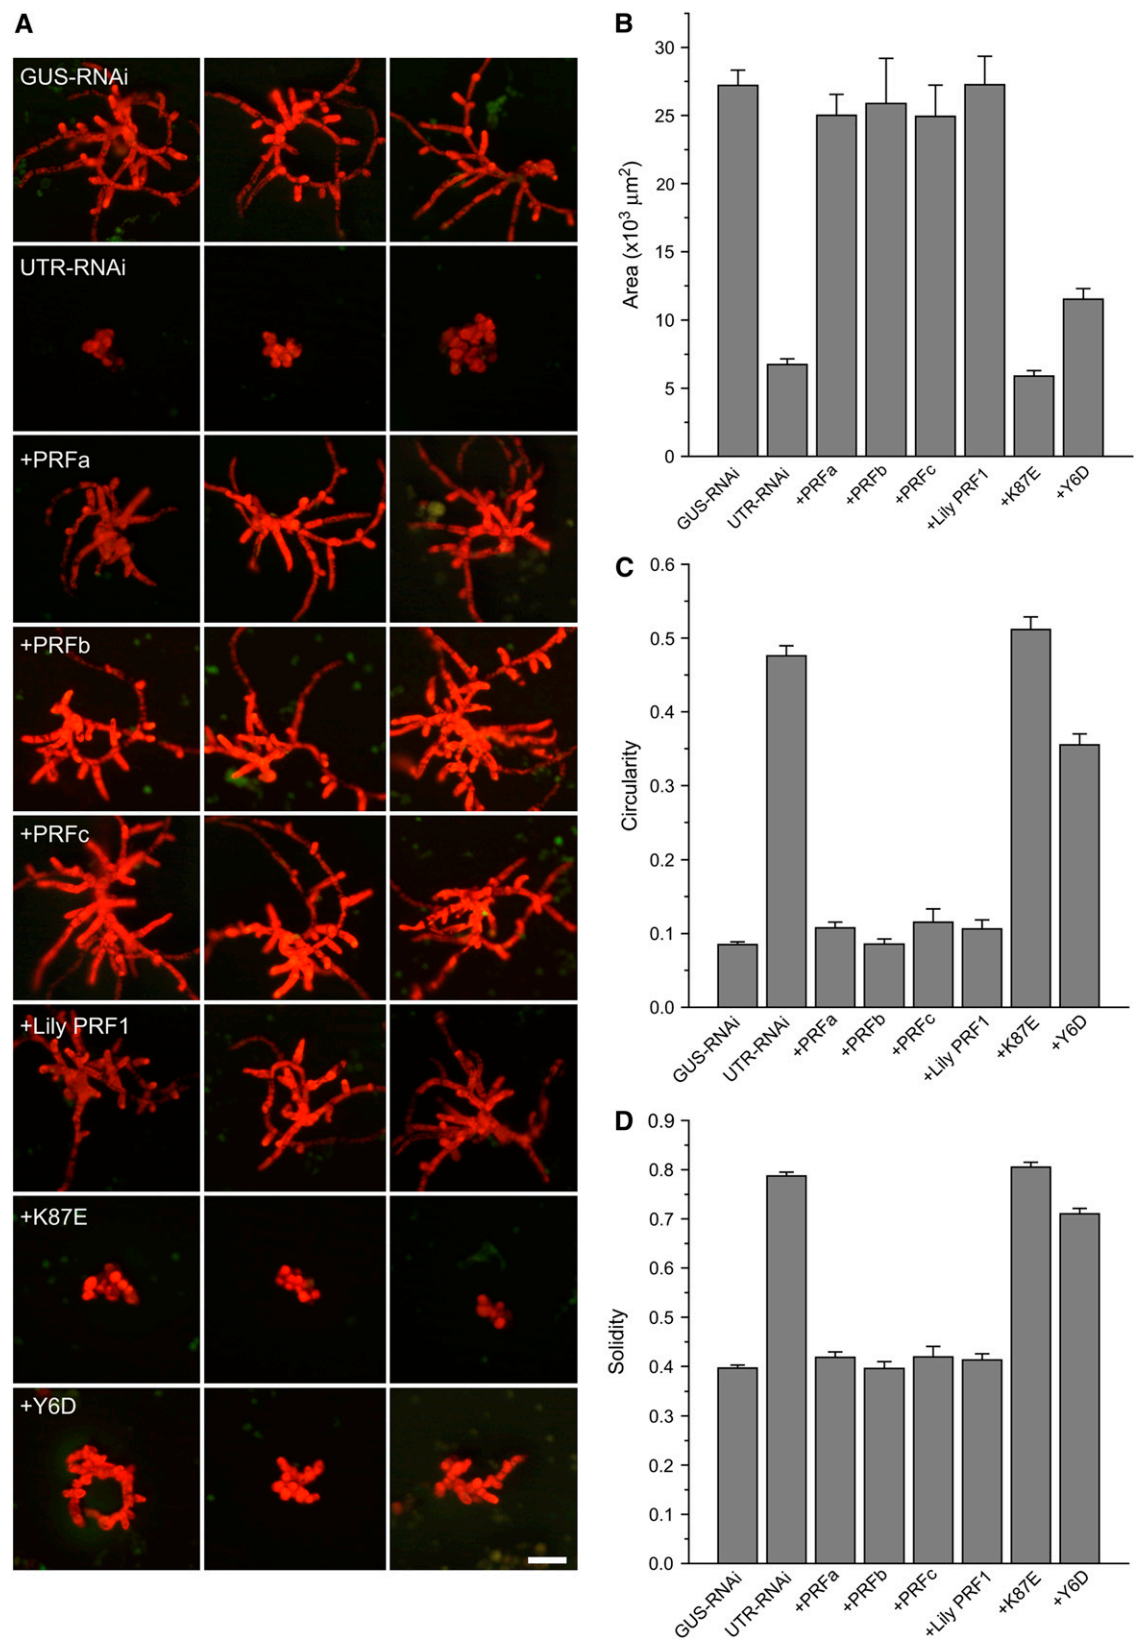 A
GUS-RNAi
UTR-RNAi
+PRFa
+PRFb
+PRFc
+Lily PRF1
+K87E
+Y6D
B
Area (x10³ μm²)
30
25
20
15
10
5
0
GUS-RNAi UTR-RNAi +PRFa +PRFb +PRFc +Lily PRF1 +K87E +Y6D
C
Circularity
0.6
0.5
0.4
0.3
0.2
0.1
0.0
GUS-RNAi UTR-RNAi +PRFa +PRFb +PRFc +Lily PRF1 +K87E +Y6D
D
Solidity
0.9
0.8
0.7
0.6
0.5
0.4
0.3
0.2
0.1
0.0
GUS-RNAi UTR-RNAi +PRFa +PRFb +PRFc +Lily PRF1 +K87E +Y6D